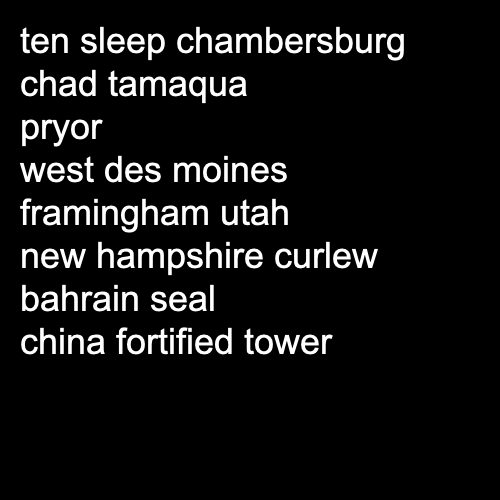 ten sleep chambersburg
chad tamaqua
pryor
west des moines
framingham utah
new hampshire curlew
bahrain seal
china fortified tower